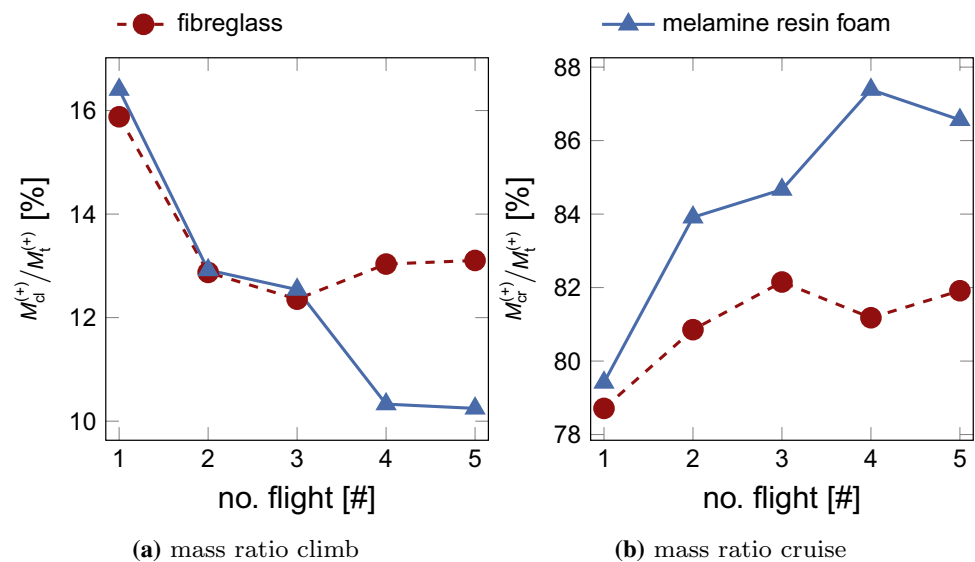 fibreglass
melamine resin foam
M_cl^(+)/M_t^(+) [%]
16
14
12
10
1 2 3 4 5
no. flight [#]
(a) mass ratio climb
M_cr^(+)/M_t^(+) [%]
88
86
84
82
80
78
1 2 3 4 5
no. flight [#]
(b) mass ratio cruise